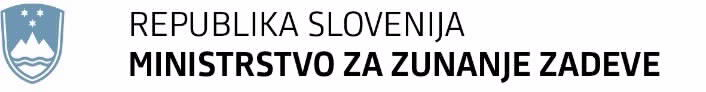 REPUBLIKA SLOVENIJA
MINISTRSTVO ZA ZUNANJE ZADEVE